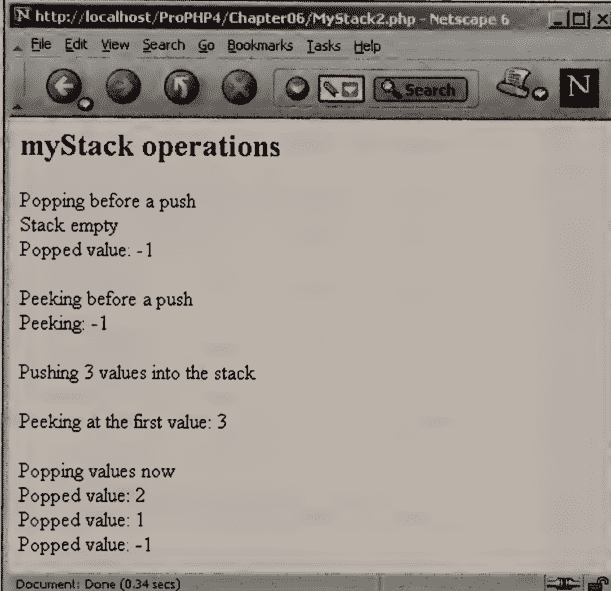 N http://localhost/ProPHP4/Chapter06/MyStack2.php - Netscape 6
File Edit View Search Go Bookmarks Tasks Help
Search
N
myStack operations
Popping before a push
Stack empty
Popped value: -1
Peeking before a push
Peeking: -1
Pushing 3 values into the stack
Peeking at the first value: 3
Popping values now
Popped value: 2
Popped value: 1
Popped value: -1
Document: Done (0.34 secs)